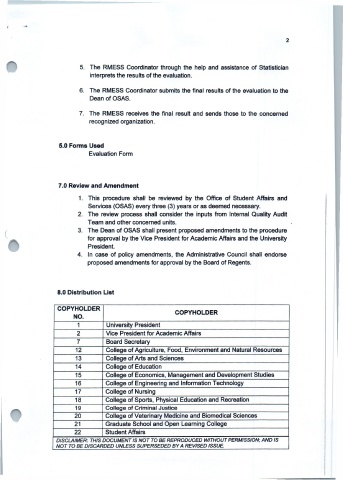 2
5. The RMESS Coordinator through the help and assistance of Statistician
interprets the results of the evaluation.
6. The RMESS Coordinator submits the final results of the evaluation to the
Dean of OSAS.
7. The RMESS receives the final result and sends those to the concerned
recognized organization.
5.0 Forms Used
Evaluation Form
7.0 Review and Amendment
1. This procedure shall be reviewed by the Office of Student Affairs and
Services (OSAS) every three (3) years or as deemed necessary.
2. The review process shall consider the inputs from Internal Quality Audit
Team and other concerned units.
3. The Dean of OSAS shall present proposed amendments to the procedure
for approval by the Vice President for Academic Affairs and the University
President.
4. In case of policy amendments, the Administrative Council shall endorse
proposed amendments for approval by the Board of Regents.
8.0 Distribution List
COPYHOLDER NO. COPYHOLDER
1 University President
2 Vice President for Academic Affairs
7 Board Secretary
12 College of Agriculture, Food, Environment and Natural Resources
13 College of Arts and Sciences
14 College of Education
15 College of Economics, Management and Development Studies
16 College of Engineering and Information Technology
17 College of Nursing
18 College of Sports, Physical Education and Recreation
19 College of Criminal Justice
20 College of Veterinary Medicine and Biomedical Sciences
21 Graduate School and Open Learning College
22 Student Affairs
DISCLAIMER: THIS DOCUMENT IS NOT TO BE REPRODUCED WITHOUT PERMISSION; AND IS
NOT TO BE DISCARDED UNLESS SUPERSEDED BY A REVISED ISSUE.